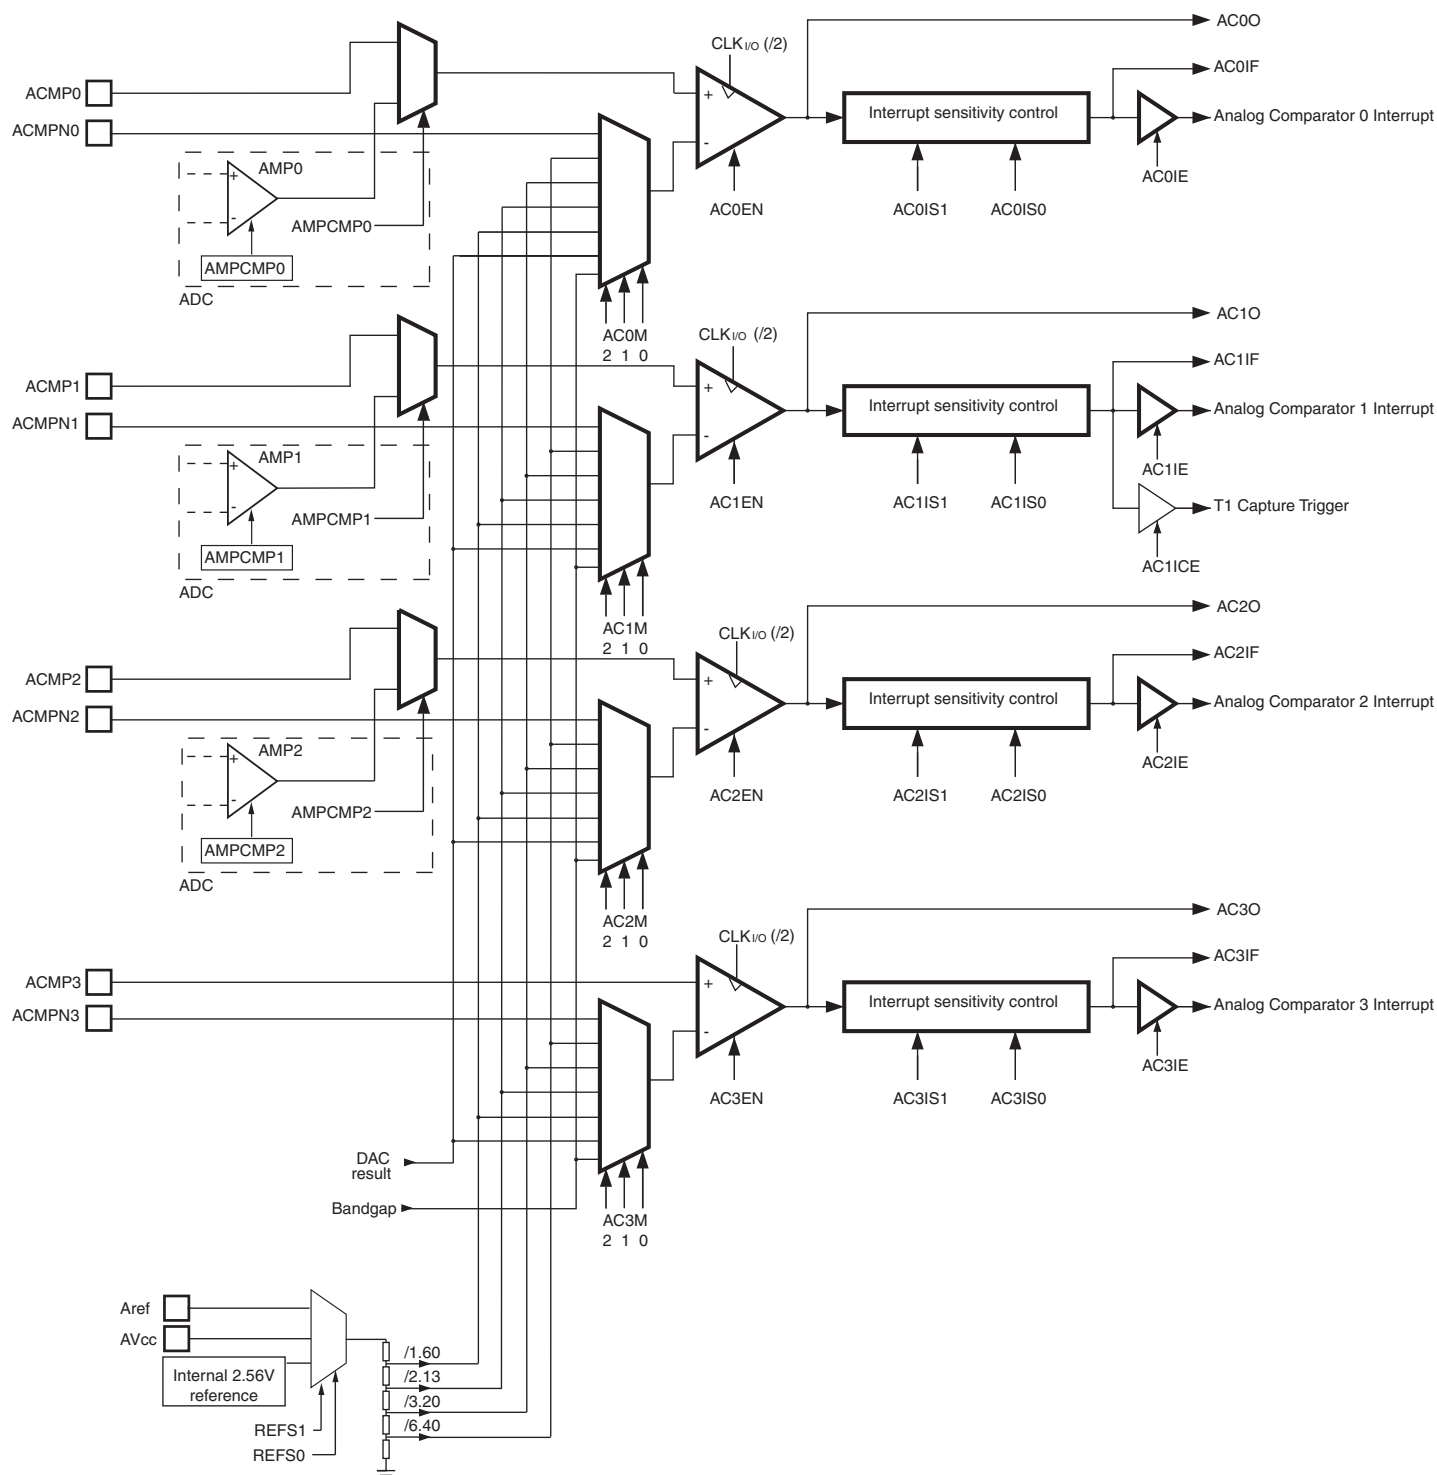 CLKI/O (/2)
AC0O
AC0IF
ACMP0
+
-
Interrupt sensitivity control
Analog Comparator 0 Interrupt
ACMPN0
AMP0
+
-
AC0IE
AC0EN
AC0IS1
AC0IS0
AMPCMP0
AMPCMP0
ADC
AC0M
2 1 0
CLKI/O (/2)
AC1O
AC1IF
ACMP1
+
-
Interrupt sensitivity control
Analog Comparator 1 Interrupt
ACMPN1
AMP1
+
-
AC1IE
AC1EN
AC1IS1
AC1IS0
T1 Capture Trigger
AMPCMP1
AMPCMP1
AC1ICE
ADC
AC1M
2 1 0
CLKI/O (/2)
AC2O
AC2IF
ACMP2
+
-
Interrupt sensitivity control
Analog Comparator 2 Interrupt
ACMPN2
AMP2
+
-
AC2IE
AC2EN
AC2IS1
AC2IS0
AMPCMP2
AMPCMP2
ADC
AC2M
2 1 0
CLKI/O (/2)
AC3O
AC3IF
ACMP3
+
-
Interrupt sensitivity control
Analog Comparator 3 Interrupt
ACMPN3
AC3IE
AC3EN
AC3IS1
AC3IS0
DAC
result
Bandgap
AC3M
2 1 0
Aref
AVcc
Internal 2.56V
reference
/1.60
/2.13
/3.20
/6.40
REFS1
REFS0